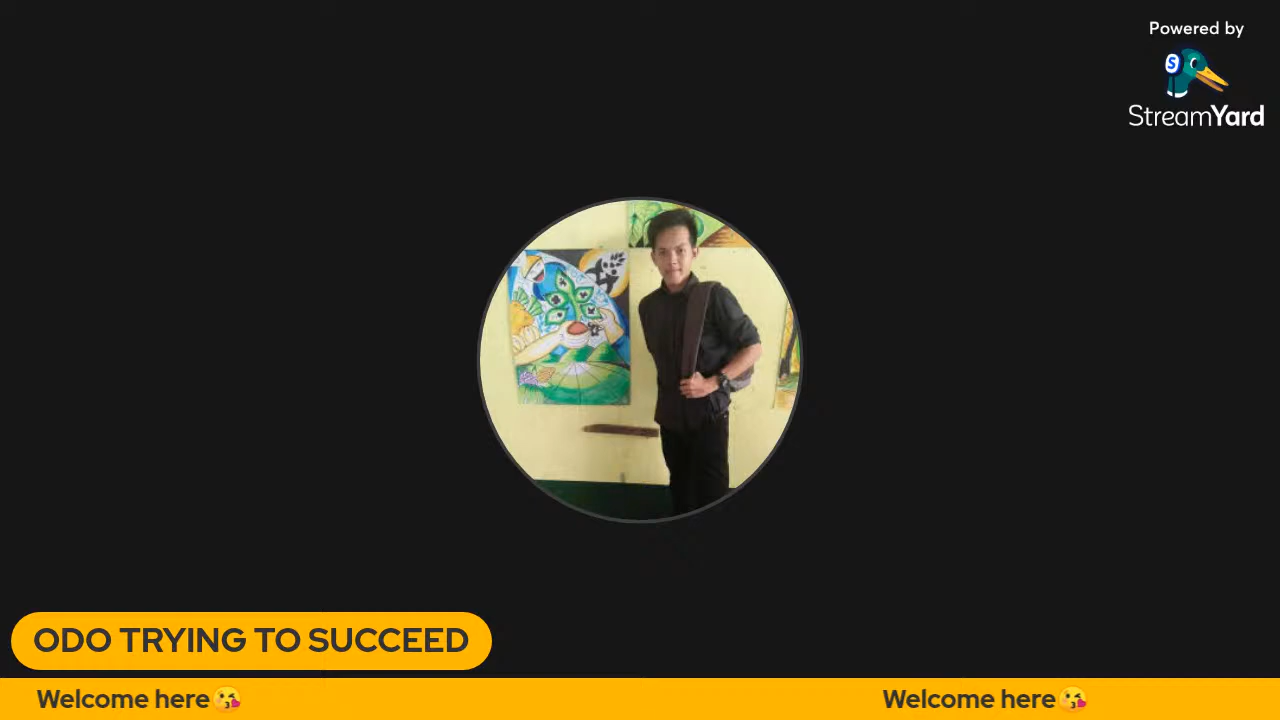 Powered by
S
StreamYard
ODO TRYING TO SUCCEED
Welcome here😘
Welcome here😘